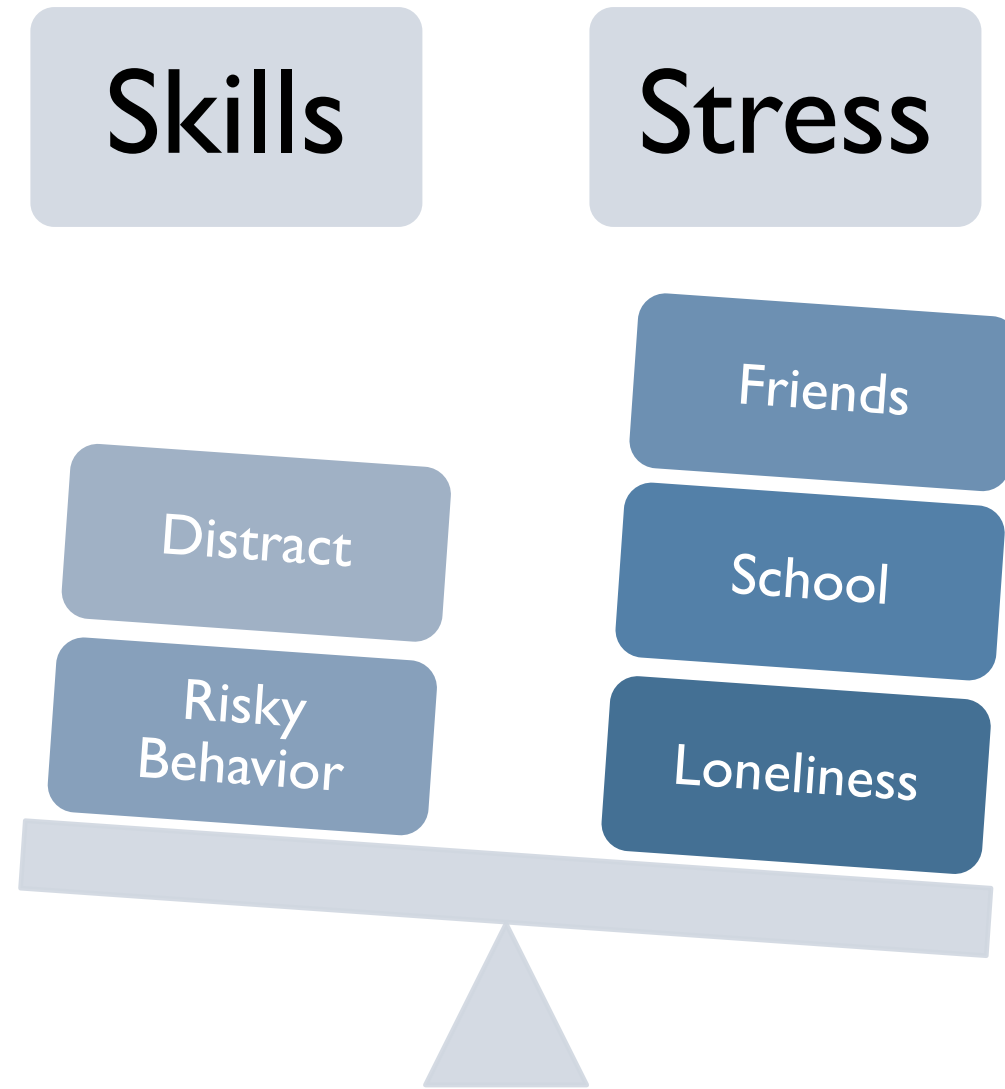 Skills
Stress
Friends
Distract
School
Risky
Behavior
Loneliness